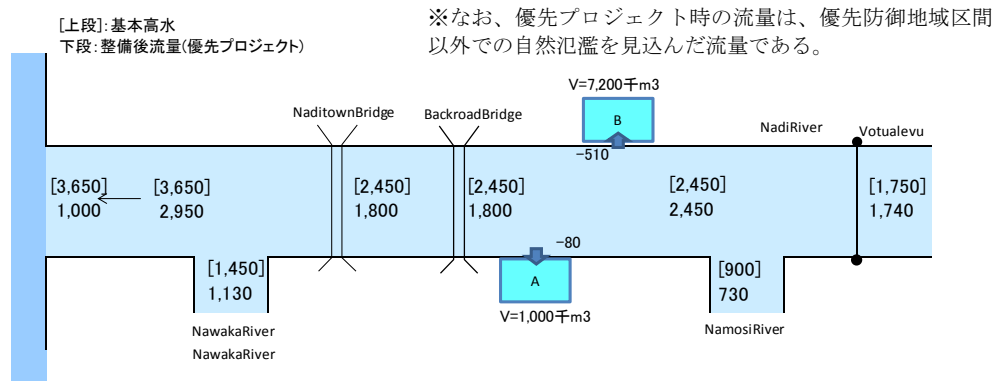 [上段]:基本高水
下段:整備後流量(優先プロジェクト)
※なお、優先プロジェクト時の流量は、優先防御地域区間
以外での自然氾濫を見込んだ流量である。
V=7,200千m3
NaditownBridge
BackroadBridge
B
NadiRiver
Votualevu
-510
[3,650]
1,000
[3,650]
2,950
[2,450]
1,800
[2,450]
1,800
[2,450]
2,450
[1,750]
1,740
-80
[1,450]
1,130
A
[900]
730
V=1,000千m3
NawakaRiver
NawakaRiver
NamosiRiver